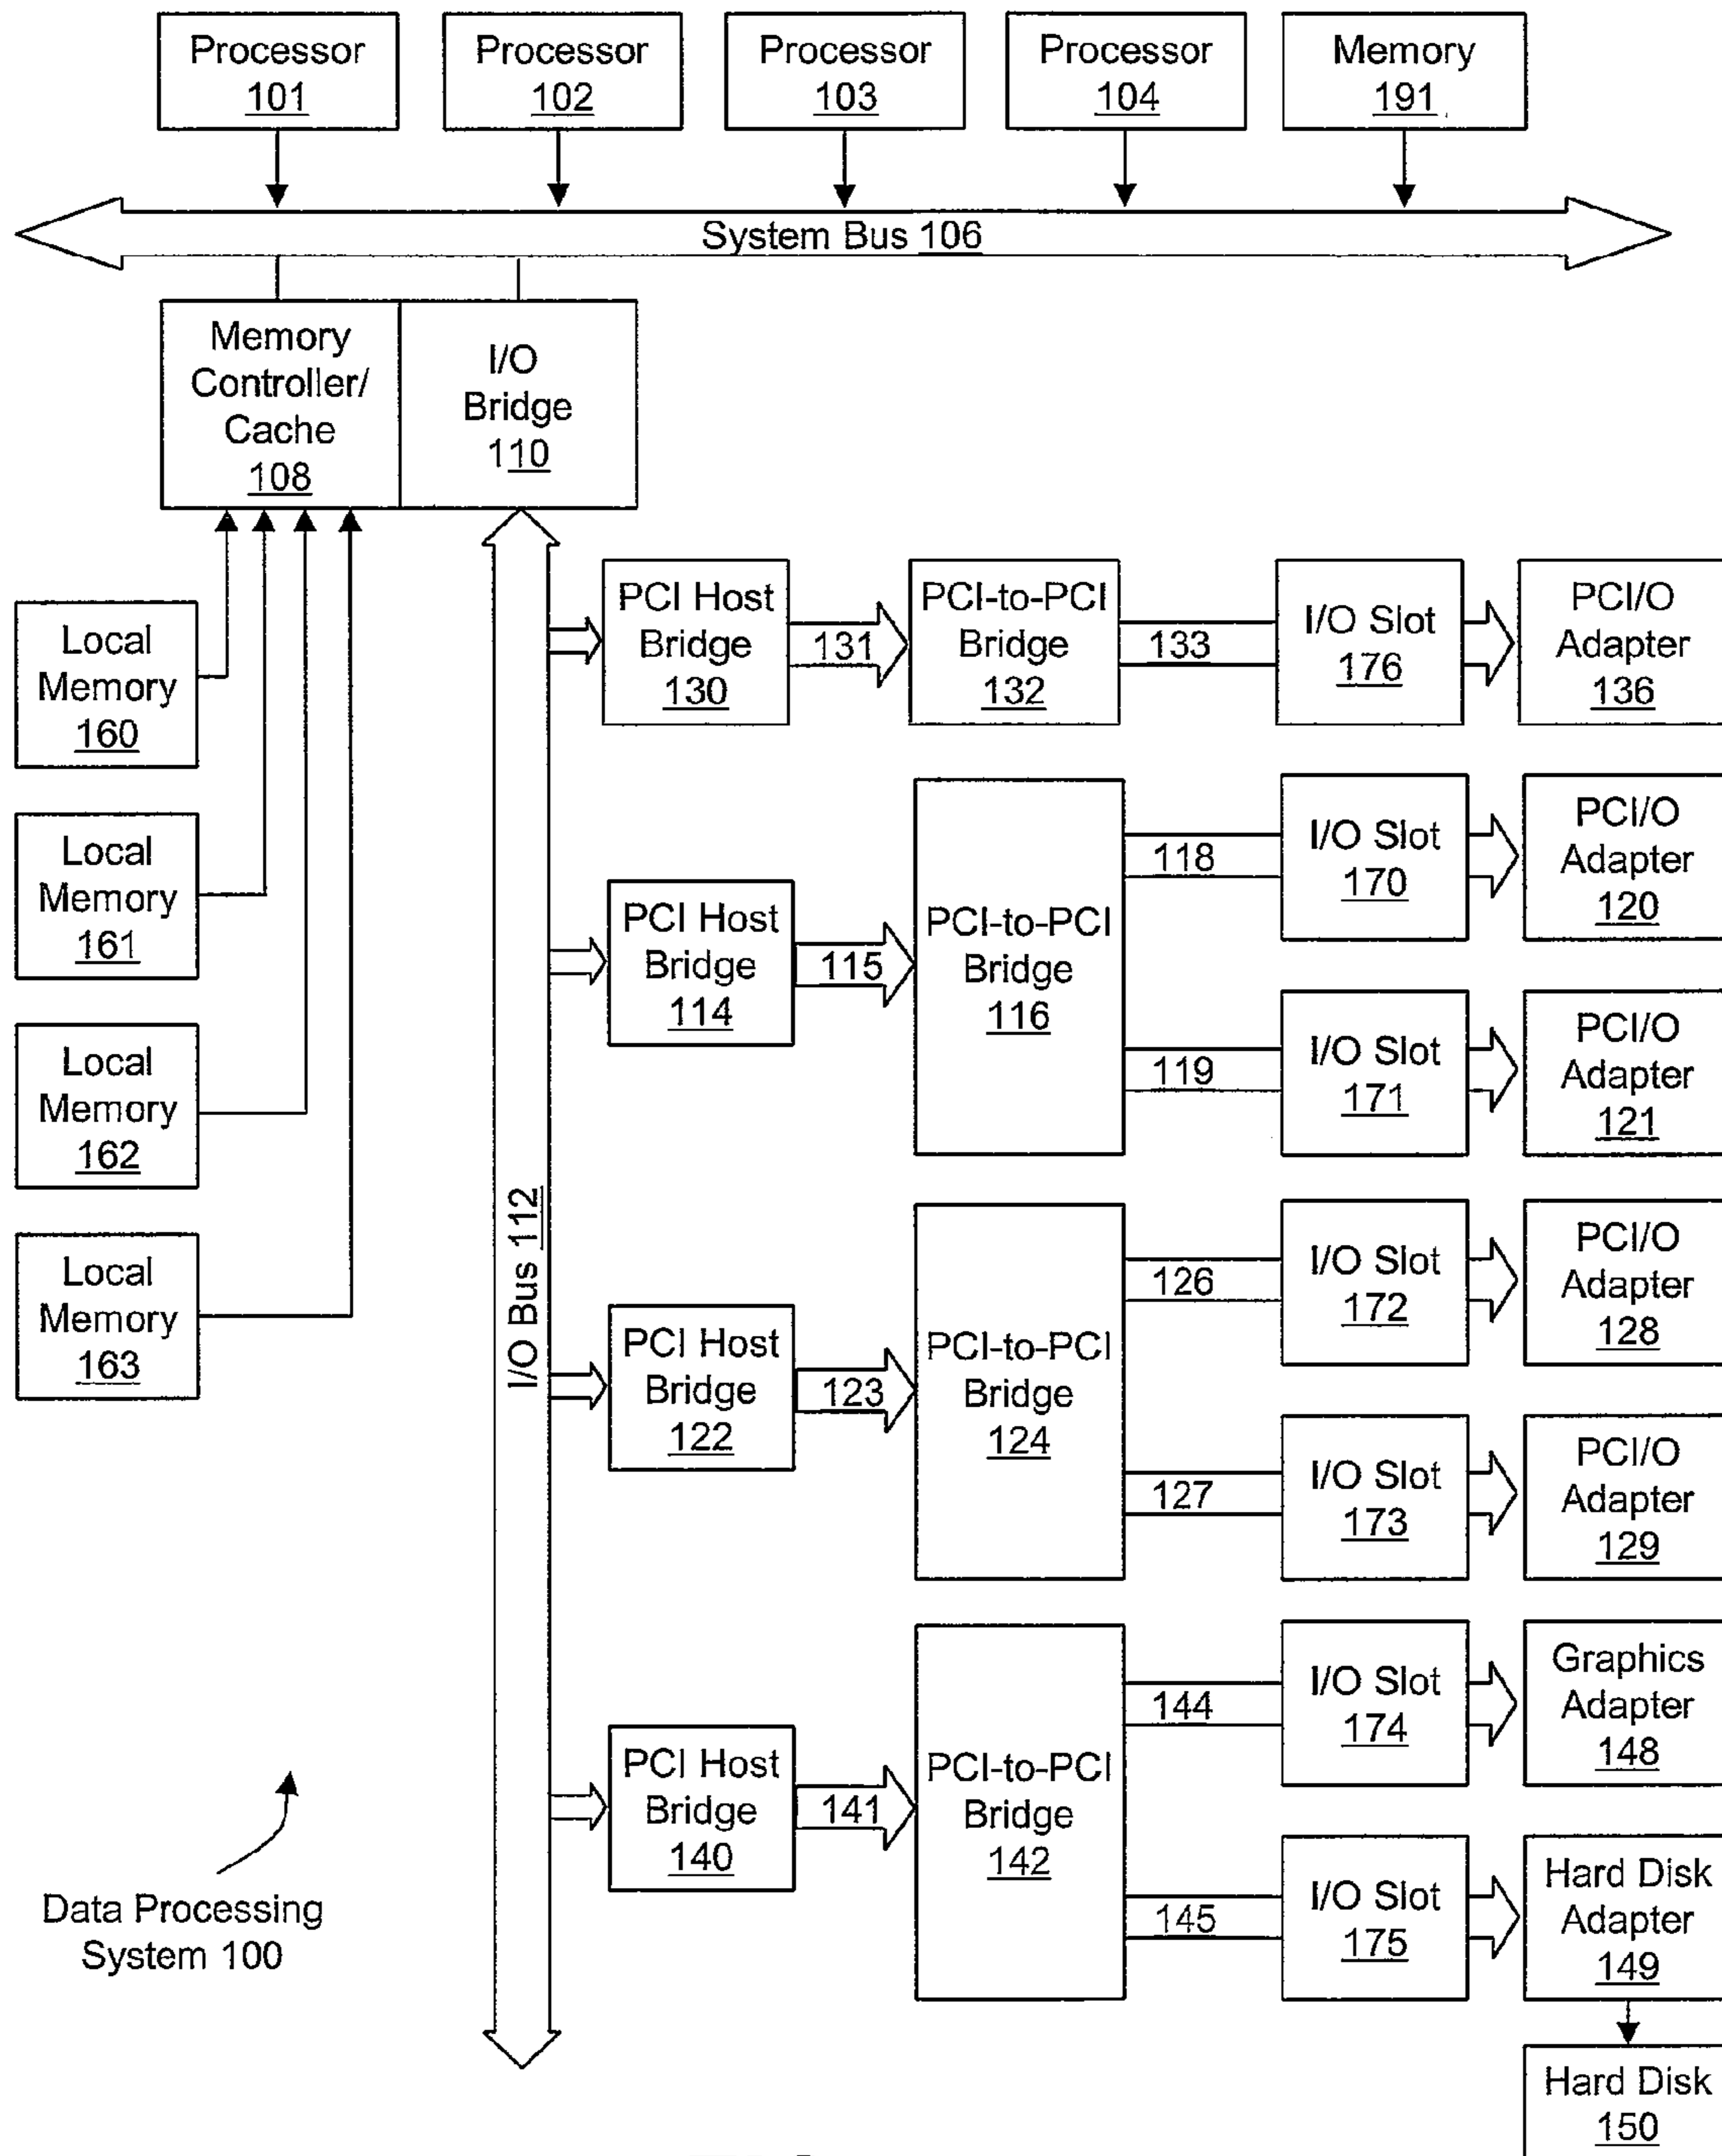 Processor
101
Processor
102
Processor
103
Processor
104
Memory
191
System Bus 106
Memory
Controller/
Cache
108
I/O
Bridge
110
Local
Memory
160
Local
Memory
161
Local
Memory
162
Local
Memory
163
I/O Bus 112
PCI Host
Bridge
130
131
PCI-to-PCI
Bridge
132
133
I/O Slot
176
PCI/O
Adapter
136
PCI Host
Bridge
114
115
PCI-to-PCI
Bridge
116
118
I/O Slot
170
PCI/O
Adapter
120
119
I/O Slot
171
PCI/O
Adapter
121
PCI Host
Bridge
122
123
PCI-to-PCI
Bridge
124
126
I/O Slot
172
PCI/O
Adapter
128
127
I/O Slot
173
PCI/O
Adapter
129
PCI Host
Bridge
140
141
PCI-to-PCI
Bridge
142
144
I/O Slot
174
Graphics
Adapter
148
145
I/O Slot
175
Hard Disk
Adapter
149
Hard Disk
150
Data Processing
System 100